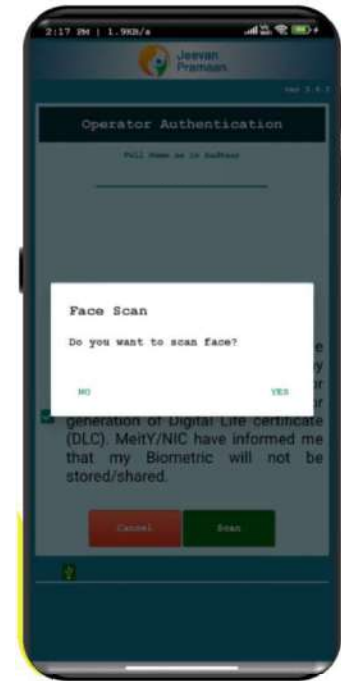 2:17 PM | 1.9KB/s
Jeevan
Pramaan
Operator Authentication
Full Name as in Aadhaar
Face Scan
Do you want to scan face?
NO
YES
generation of Digital Life certificate
(DLC). MeitY/NIC have informed me
that my Biometric will not be
stored/shared.
Cancel
Scan